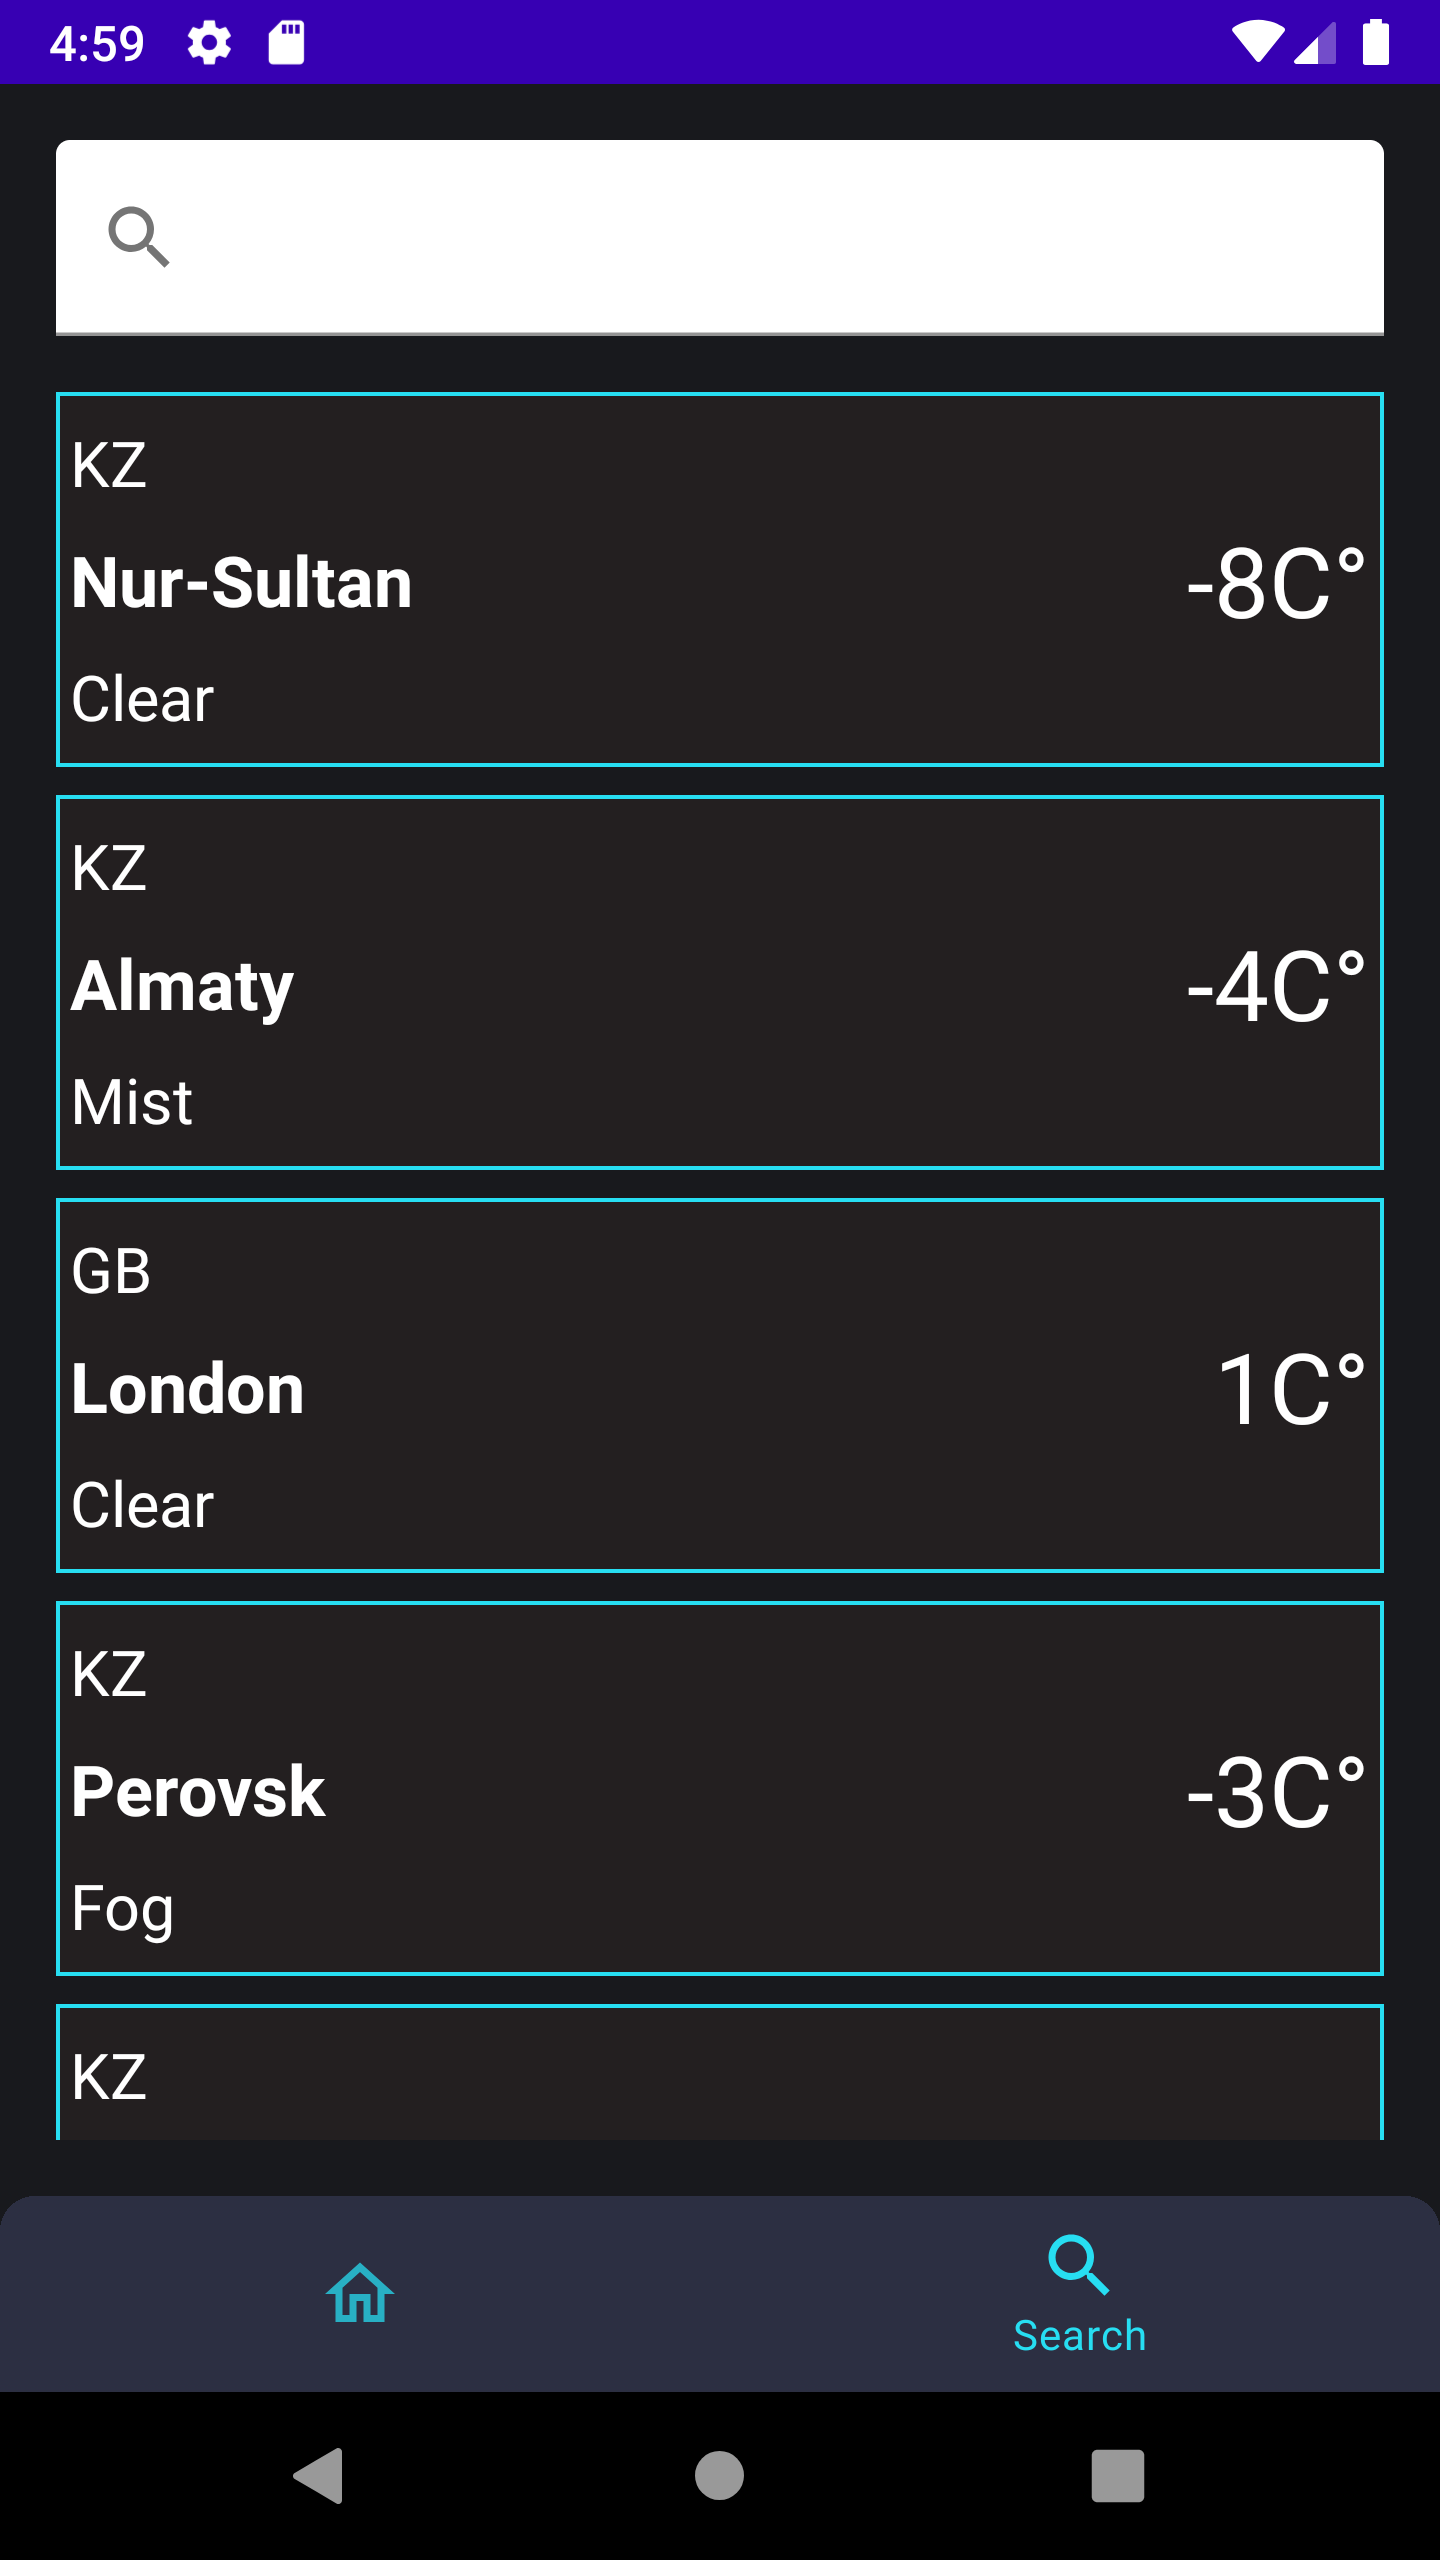 4:59
KZ
Nur-Sultan
-8C°
Clear
KZ
Almaty
-4C°
Mist
GB
London
1C°
Clear
KZ
Perovsk
-3C°
Fog
KZ
Search